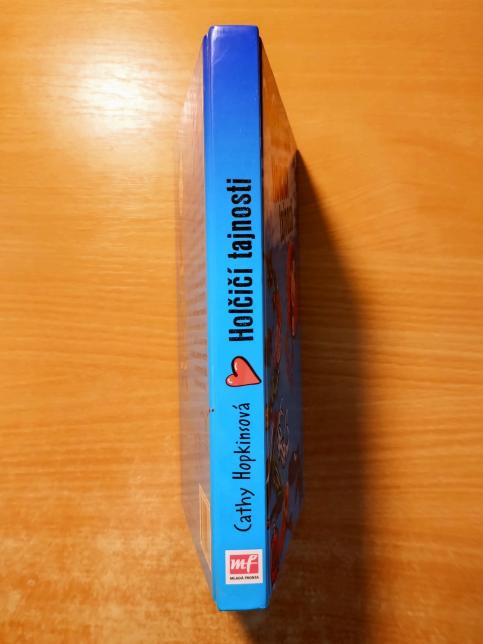 Cathy Hopkinsová Holčičí tajnosti
mf
MLADÁ FRONTA